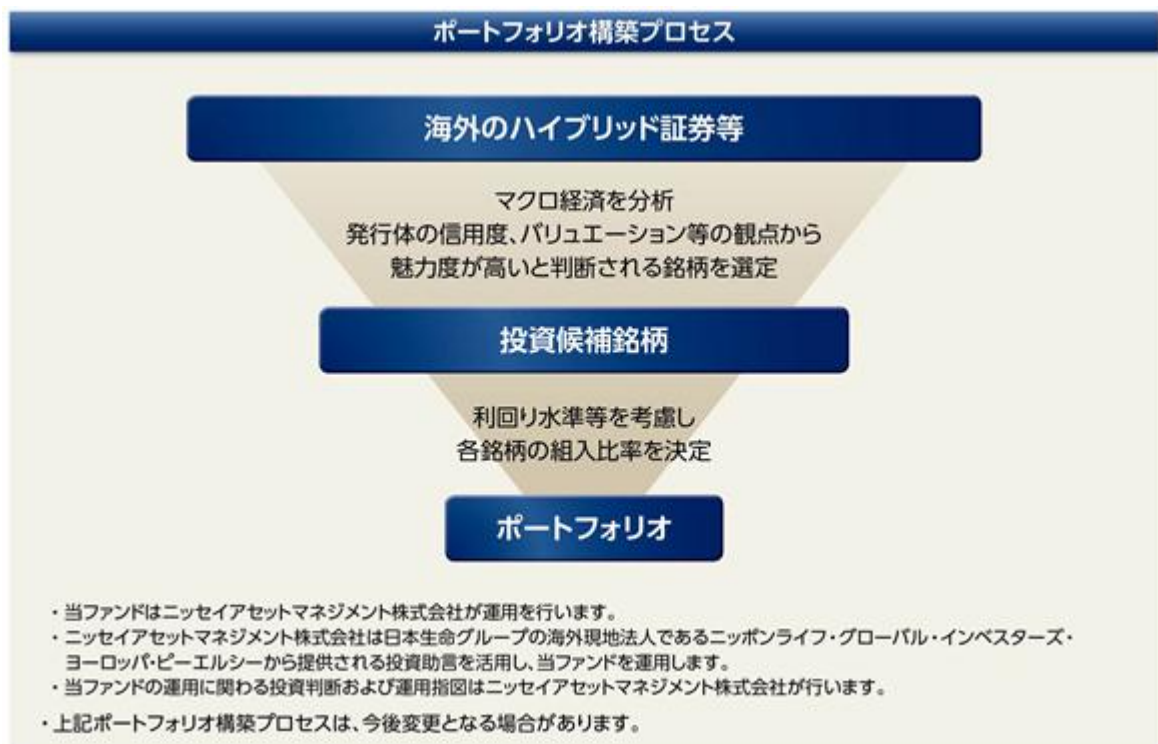 ポートフォリオ構築プロセス
海外のハイブリッド証券等
マクロ経済を分析
発行体の信用度、バリュエーション等の観点から
魅力度が高いと判断される銘柄を選定
投資候補銘柄
利回り水準等を考慮し
各銘柄の組入比率を決定
ポートフォリオ
・当ファンドはニッセイアセットマネジメント株式会社が運用を行います。
・ニッセイアセットマネジメント株式会社は日本生命グループの海外現地法人であるニッポンライフ・グローバル・インベスターズ・
ヨーロッパ・ピーエルシーから提供される投資助言を活用し、当ファンドを運用します。
・当ファンドの運用に関わる投資判断および運用指図はニッセイアセットマネジメント株式会社が行います。
・上記ポートフォリオ構築プロセスは、今後変更となる場合があります。